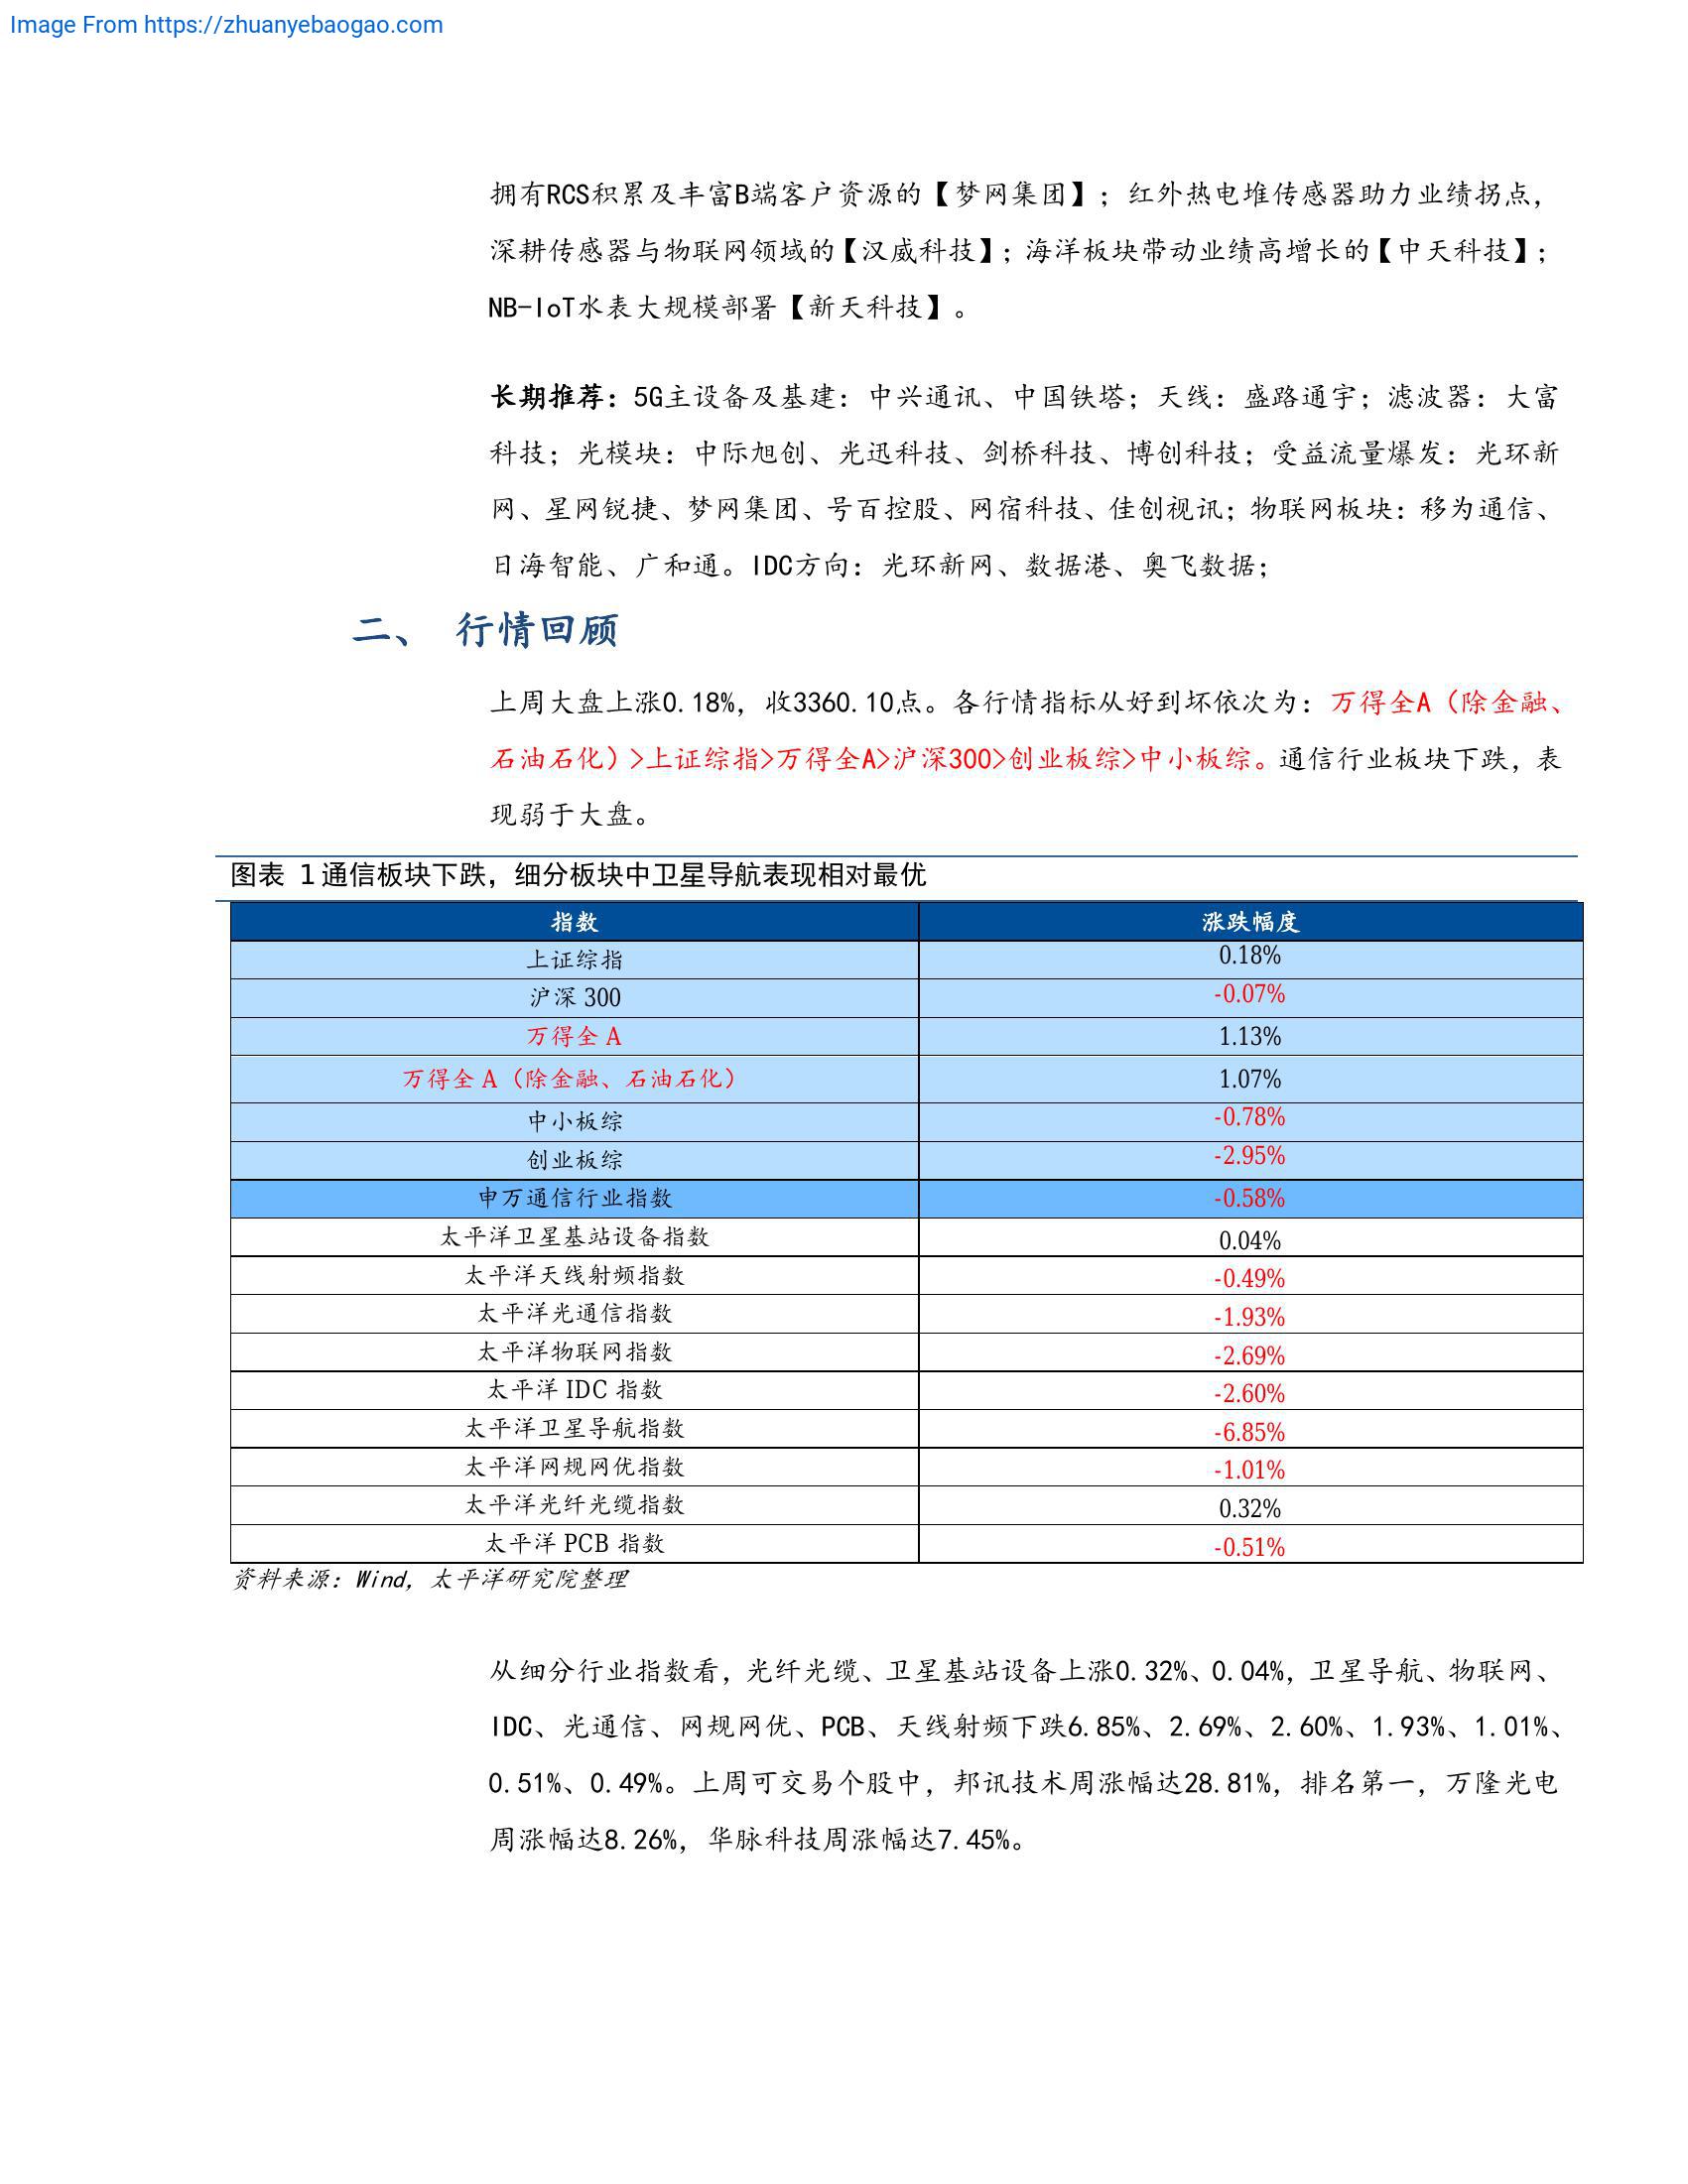 Image From https://zhuanyebaogao.com
拥有RCS积累及丰富B端客户资源的【梦网集团】；红外热电堆传感器助力业绩拐点，
深耕传感器与物联网领域的【汉威科技】；海洋板块带动业绩高增长的【中天科技】；
NB-IoT水表大规模部署【新天科技】。
长期推荐：5G主设备及基建：中兴通讯、中国铁塔；天线：盛路通宇；滤波器：大富
科技；光模块：中际旭创、光迅科技、剑桥科技、博创科技；受益流量爆发：光环新
网、星网锐捷、梦网集团、号百控股、网宿科技、佳创视讯；物联网板块：移为通信、
日海智能、广和通。IDC方向：光环新网、数据港、奥飞数据；
二、 行情回顾
上周大盘上涨0.18%，收3360.10点。各行情指标从好到坏依次为：万得全A（除金融、
石油石化）>上证综指>万得全A>沪深300>创业板综>中小板综。通信行业板块下跌，表
现弱于大盘。
图表 1 通信板块下跌，细分板块中卫星导航表现相对最优
指数 涨跌幅度
上证综指 0.18%
沪深 300 -0.07%
万得全 A 1.13%
万得全 A（除金融、石油石化） 1.07%
中小板综 -0.78%
创业板综 -2.95%
申万通信行业指数 -0.58%
太平洋卫星基站设备指数 0.04%
太平洋天线射频指数 -0.49%
太平洋光通信指数 -1.93%
太平洋物联网指数 -2.69%
太平洋 IDC 指数 -2.60%
太平洋卫星导航指数 -6.85%
太平洋网规网优指数 -1.01%
太平洋光纤光缆指数 0.32%
太平洋 PCB 指数 -0.51%
资料来源：Wind，太平洋研究院整理
从细分行业指数看，光纤光缆、卫星基站设备上涨0.32%、0.04%，卫星导航、物联网、
IDC、光通信、网规网优、PCB、天线射频下跌6.85%、2.69%、2.60%、1.93%、1.01%、
0.51%、0.49%。上周可交易个股中，邦讯技术周涨幅达28.81%，排名第一，万隆光电
周涨幅达8.26%，华脉科技周涨幅达7.45%。